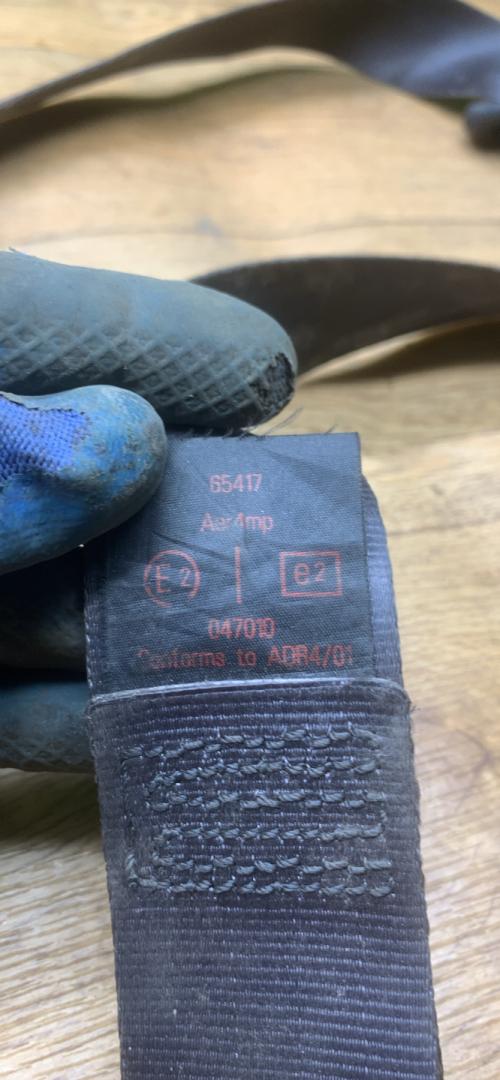 65417
Aer4mp
E2 e2
047010
Conforms to ADR4/01